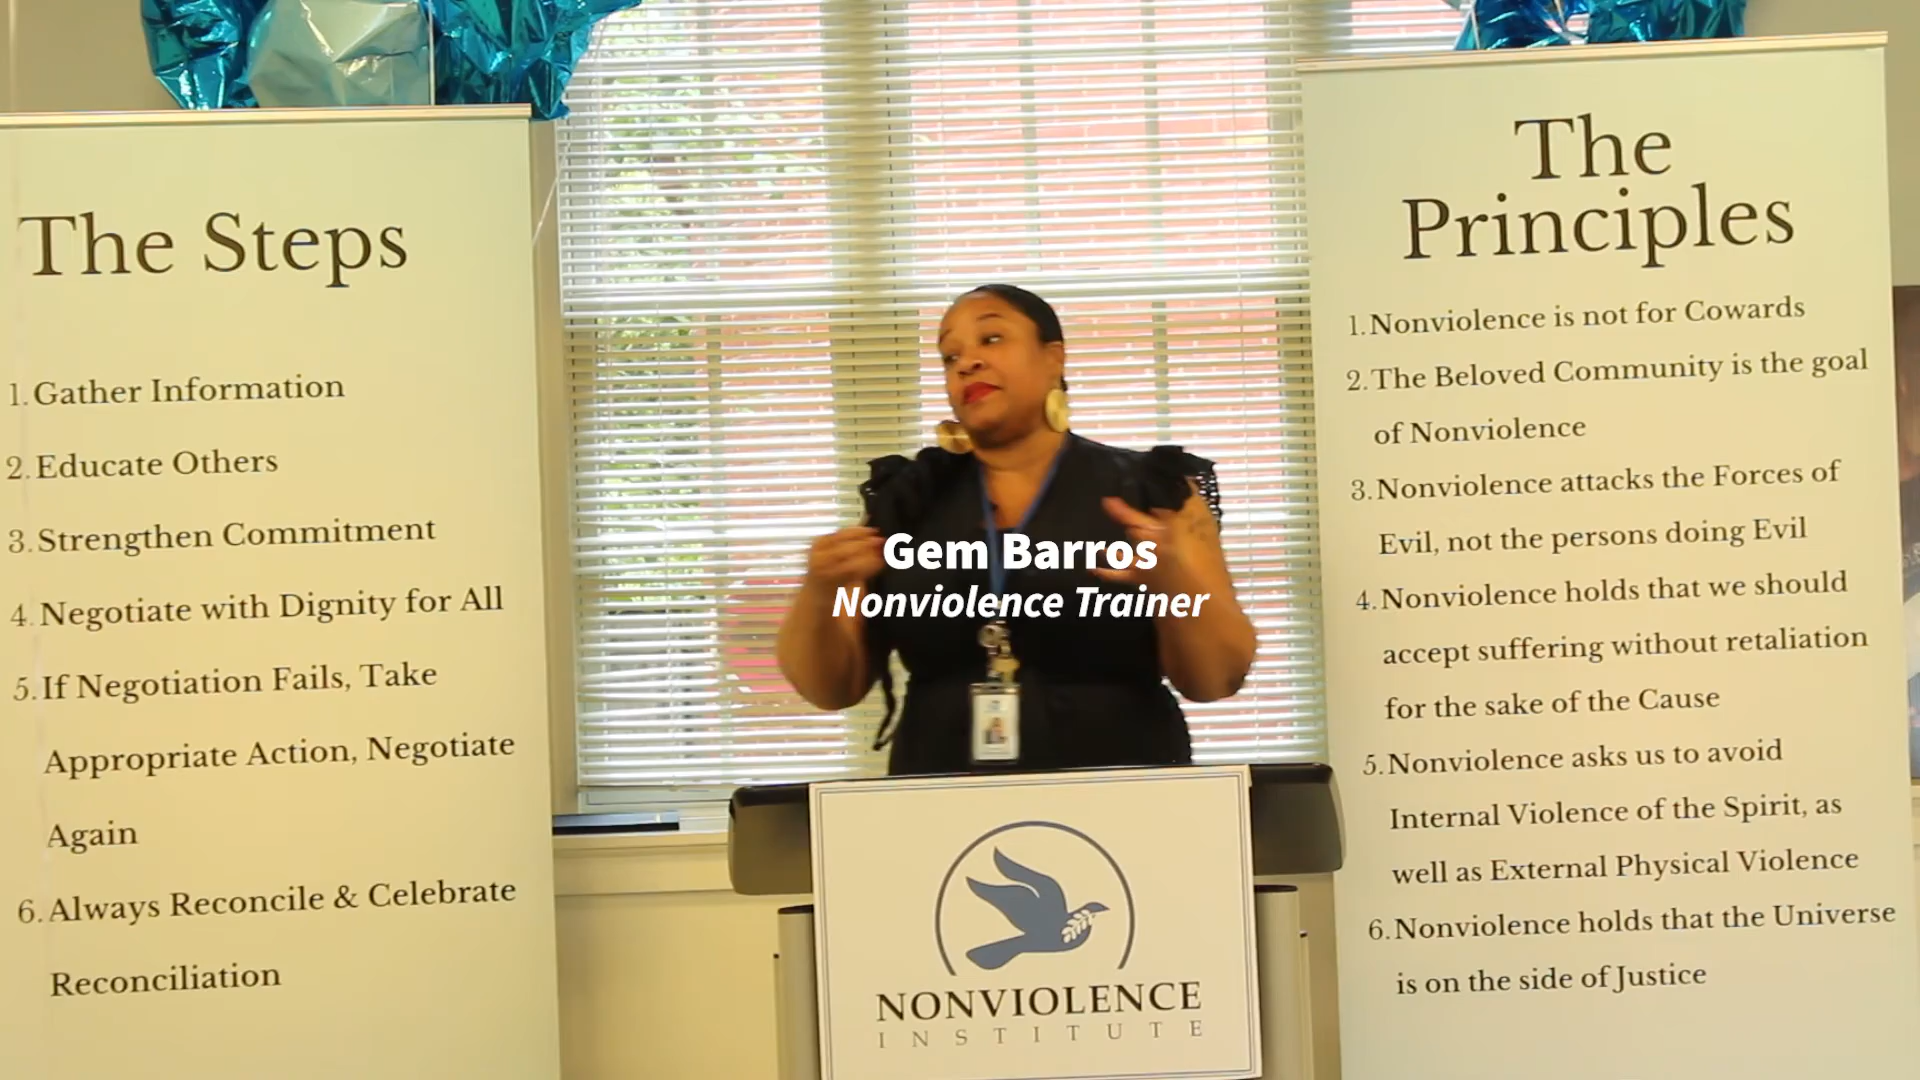 The Steps
1. Gather Information
2. Educate Others
3. Strengthen Commitment
4. Negotiate with Dignity for All
5. If Negotiation Fails, Take
Appropriate Action, Negotiate
Again
6. Always Reconcile & Celebrate
Reconciliation
Gem Barros
Nonviolence Trainer
NONVIOLENCE
INSTITUTE
The
Principles
1. Nonviolence is not for Cowards
2. The Beloved Community is the goal
of Nonviolence
3. Nonviolence attacks the Forces of
Evil, not the persons doing Evil
4. Nonviolence holds that we should
accept suffering without retaliation
for the sake of the Cause
5. Nonviolence asks us to avoid
Internal Violence of the Spirit, as
well as External Physical Violence
6. Nonviolence holds that the Universe
is on the side of Justice